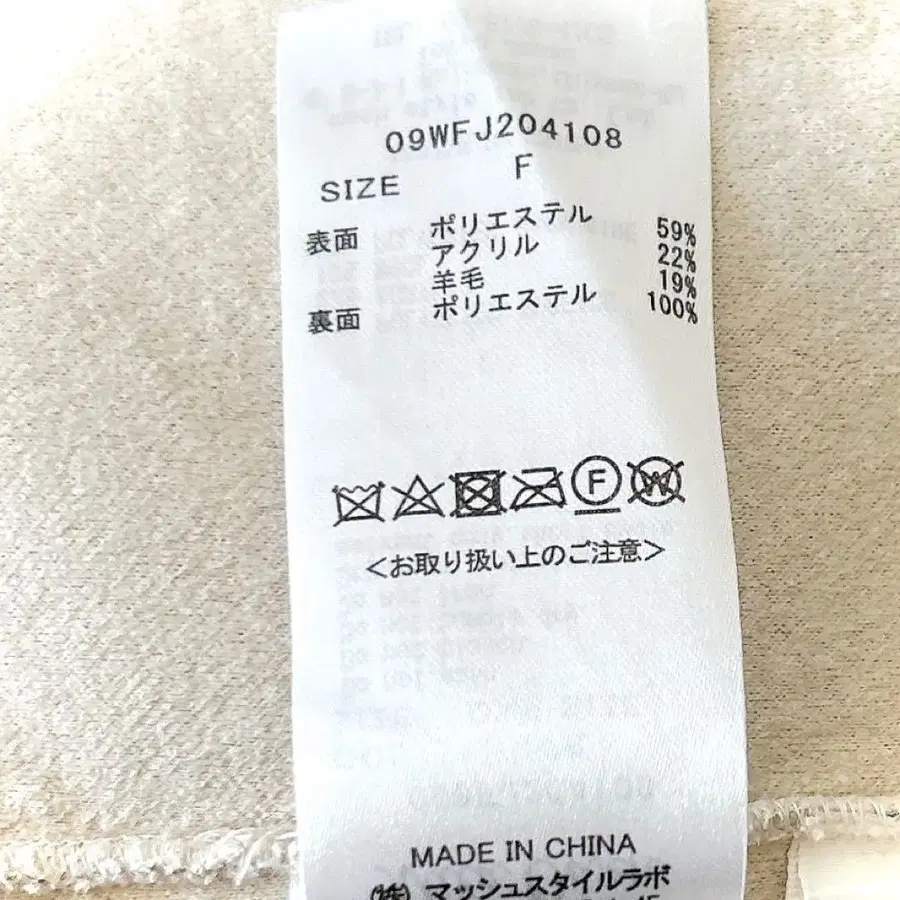 09WFJ204108
SIZE F
表面 ポリエステル 59%
アクリル 22%
羊毛 19%
裏面 ポリエステル 100%
F W
<お取り扱い上のご注意>
MADE IN CHINA
(株)マッシュスタイルラボ